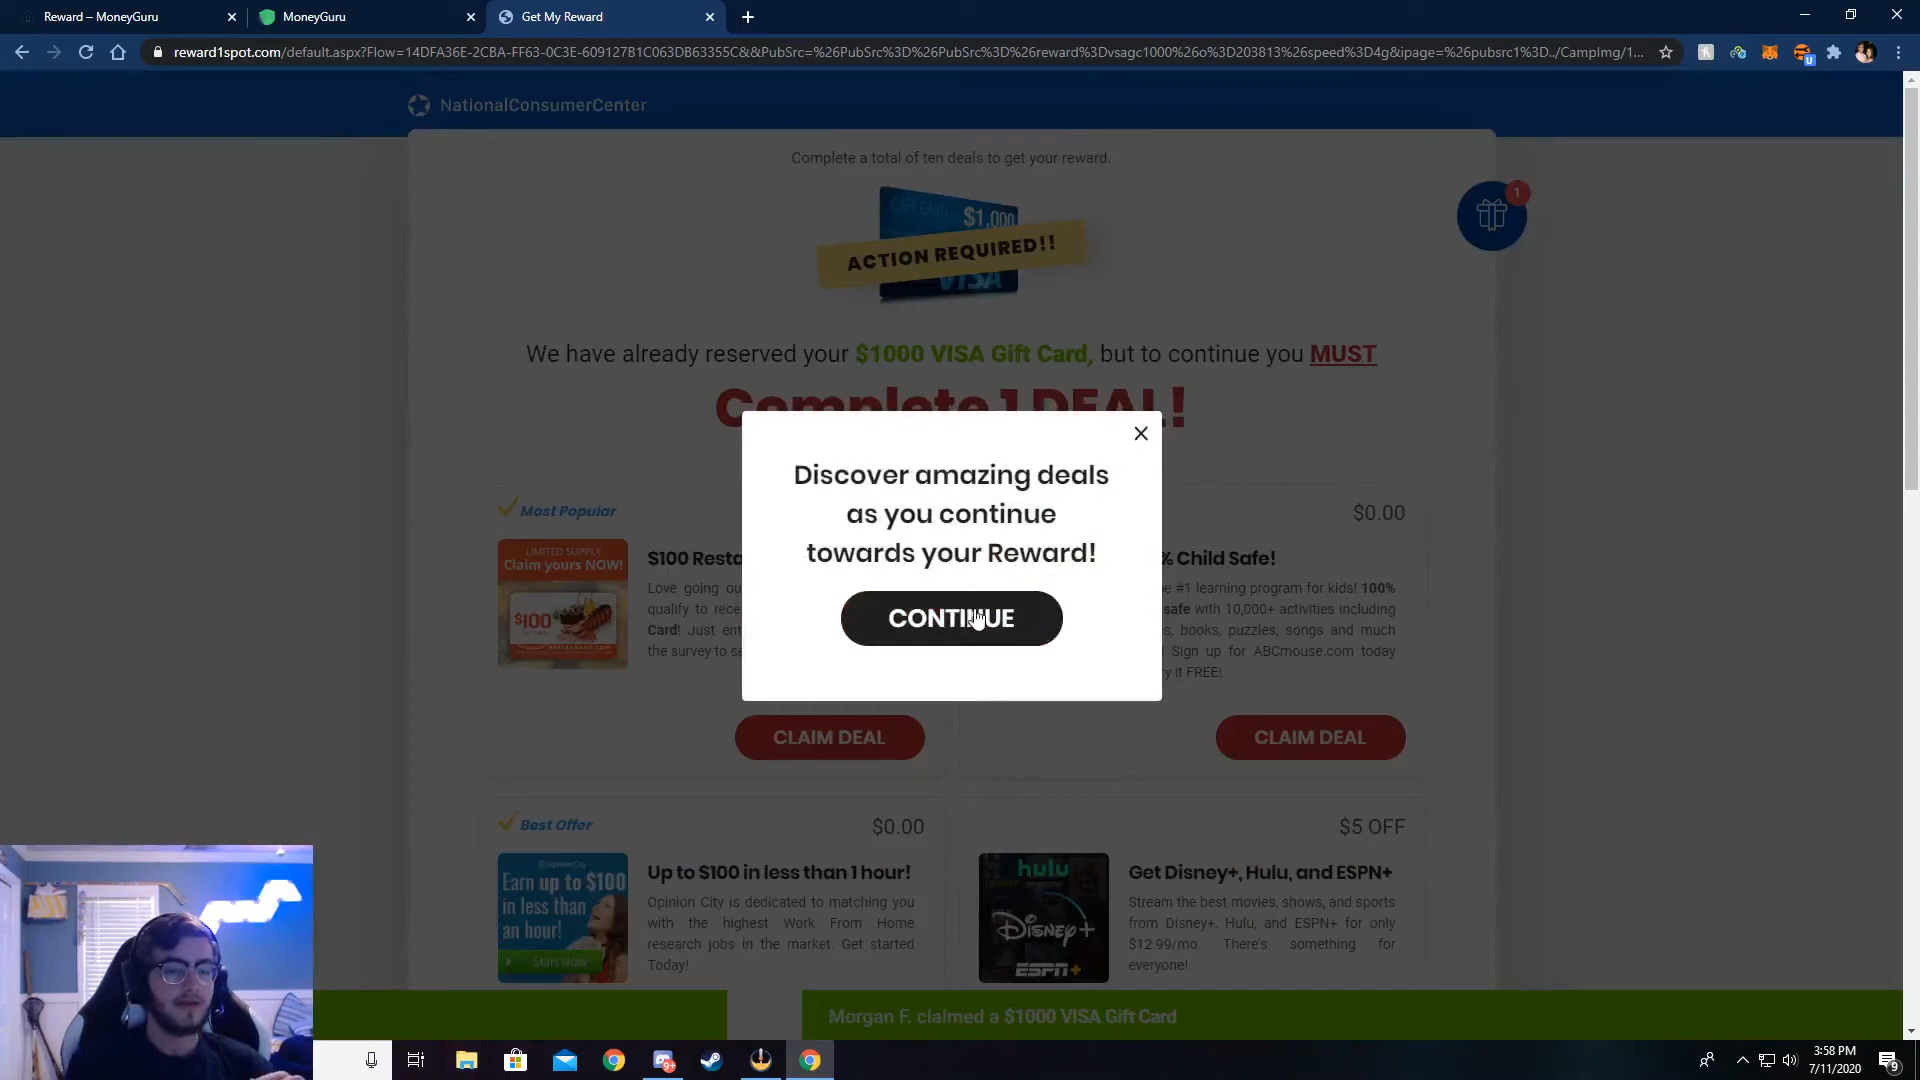 Reward – MoneyGuru
MoneyGuru
Get My Reward
reward1spot.com/default.aspx?Flow=14DFA36E-2CBA-FF63-0C3E-609127B1C063DB63355C&&PubSrc=%26PubSrc%3D%26PubSrc%3D%26reward%3Dvsagc1000%26o%3D203813%26speed%3D4g&ipage=%26pubsrc1%3D../CampImg/1...
NationalConsumerCenter
Complete a total of ten deals to get your reward.
GIFT CARD $1,000
ACTION REQUIRED!!
VISA
1
We have already reserved your $1000 VISA Gift Card, but to continue you MUST
Complete 1 DEAL!
Discover amazing deals
as you continue
towards your Reward!
CONTINUE
Most Popular
LIMITED SUPPLY
Claim yours NOW!
$100
$100 Resta
Love going ou
qualify to rece
Card! Just ent
the survey to se
CLAIM DEAL
$0.00
% Child Safe!
e #1 learning program for kids! 100%
safe with 10,000+ activities including
s, books, puzzles, songs and much
! Sign up for ABCmouse.com today
ry it FREE!
CLAIM DEAL
Best Offer
$0.00
OpinionCity
Earn up to $100
in less than
an hour!
Start Now
Up to $100 in less than 1 hour!
Opinion City is dedicated to matching you
with the highest Work From Home
research jobs in the market. Get started
Today!
$5 OFF
hulu
Disney+
ESPN+
Get Disney+, Hulu, and ESPN+
Stream the best movies, shows, and sports
from Disney+, Hulu, and ESPN+ for only
$12.99/mo. There's something for
everyone!
Morgan F. claimed a $1000 VISA Gift Card
3:58 PM
7/11/2020
9